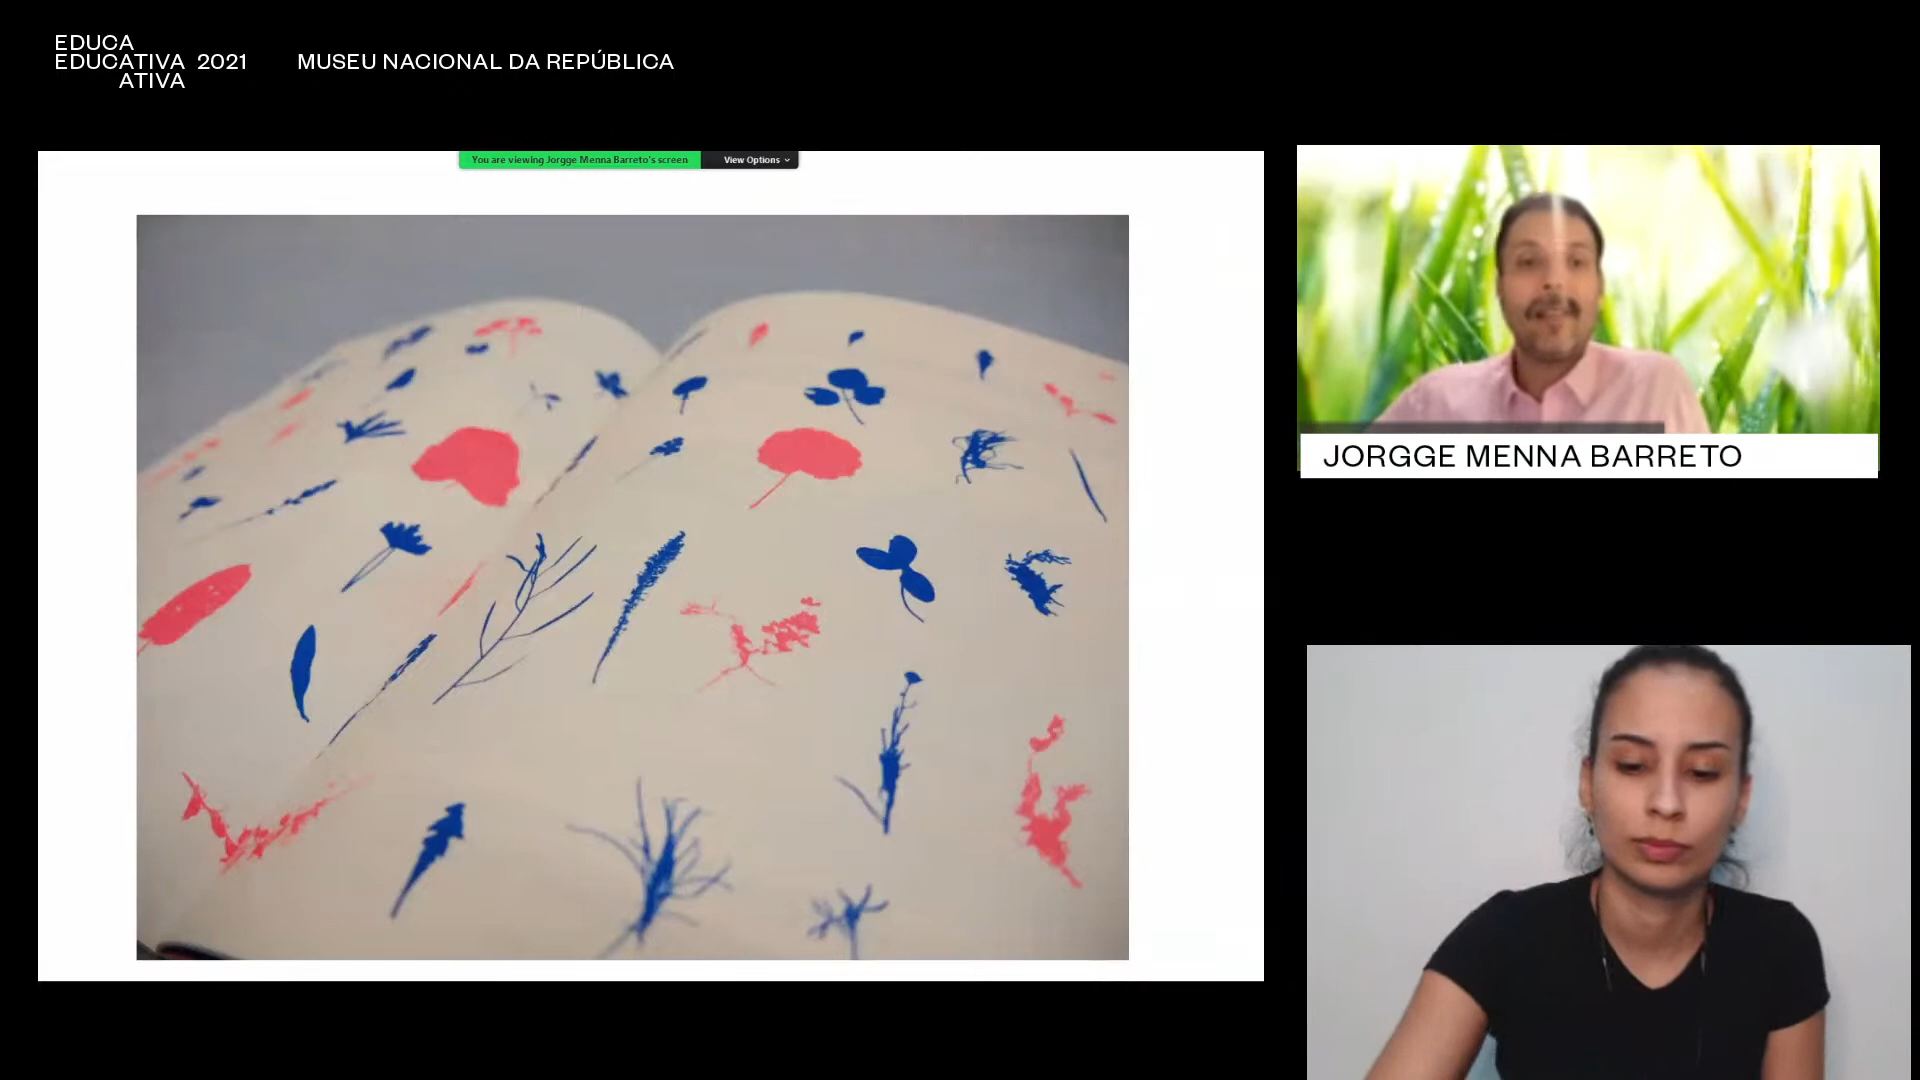 EDUCA
EDUCATIVA 2021
ATIVA
MUSEU NACIONAL DA REPÚBLICA
You are viewing Jorgge Menna Barreto's screen
View Options
JORGGE MENNA BARRETO